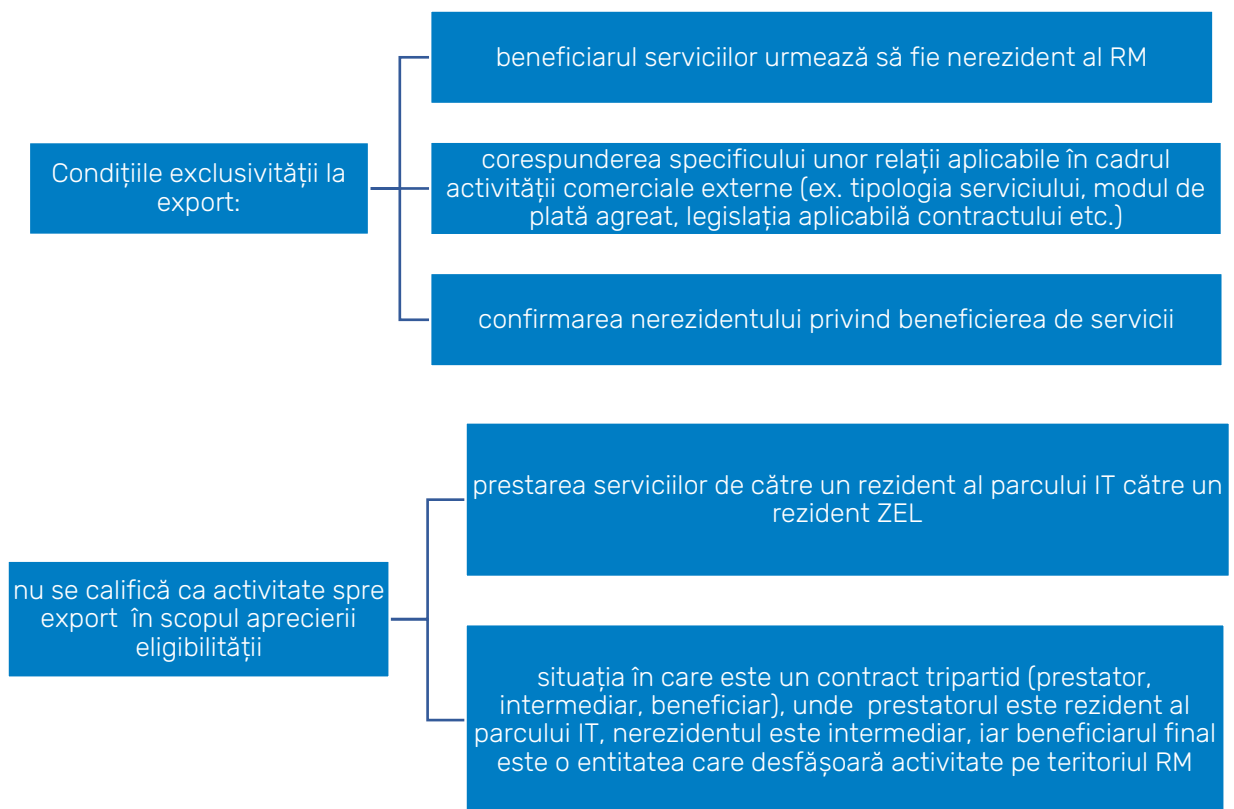 Condițiile exclusivității la
export:
beneficiarul serviciilor urmează să fie nerezident al RM
corespunderea specificului unor relații aplicabile în cadrul
activității comerciale externe (ex. tipologia serviciului, modul de
plată agreat, legislația aplicabilă contractului etc.)
confirmarea nerezidentului privind beneficierea de servicii
nu se califică ca activitate spre
export în scopul aprecierii
eligibilității
prestarea serviciilor de către un rezident al parcului IT către un
rezident ZEL
situația în care este un contract tripartid (prestator,
intermediar, beneficiar), unde prestatorul este rezident al
parcului IT, nerezidentul este intermediar, iar beneficiarul final
este o entitatea care desfășoară activitate pe teritoriul RM